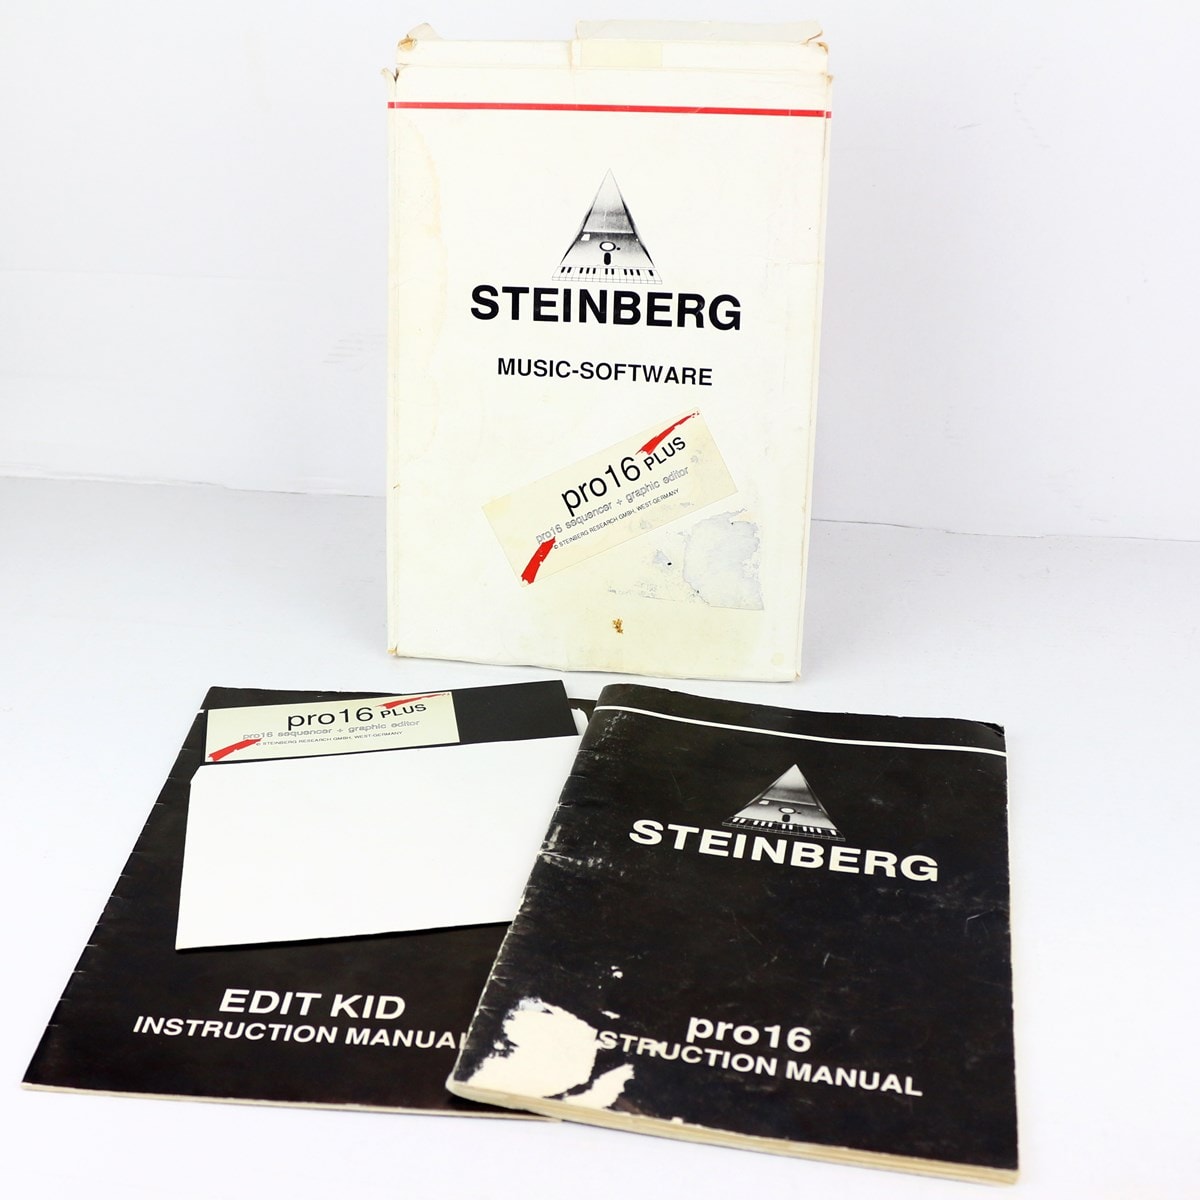 STEINBERG
MUSIC-SOFTWARE
pro16 PLUS
pro16 sequencer + graphic editor
© STEINBERG RESEARCH GMBH, WEST-GERMANY
pro16 PLUS
pro16 sequencer + graphic editor
© STEINBERG RESEARCH GMBH, WEST-GERMANY
EDIT KID
INSTRUCTION MANUAL
STEINBERG
pro16
STRUCTION MANUAL